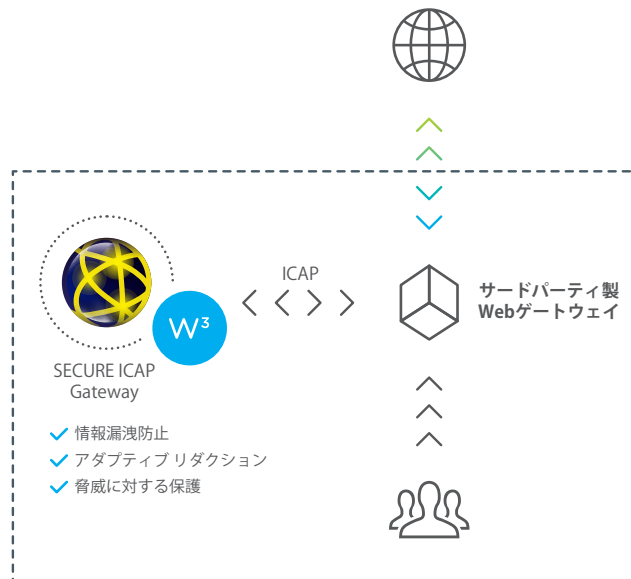 ICAP
サードパーティ製
Webゲートウェイ
W³
SECURE ICAP
Gateway
情報漏洩防止
アダプティブ リダクション
脅威に対する保護